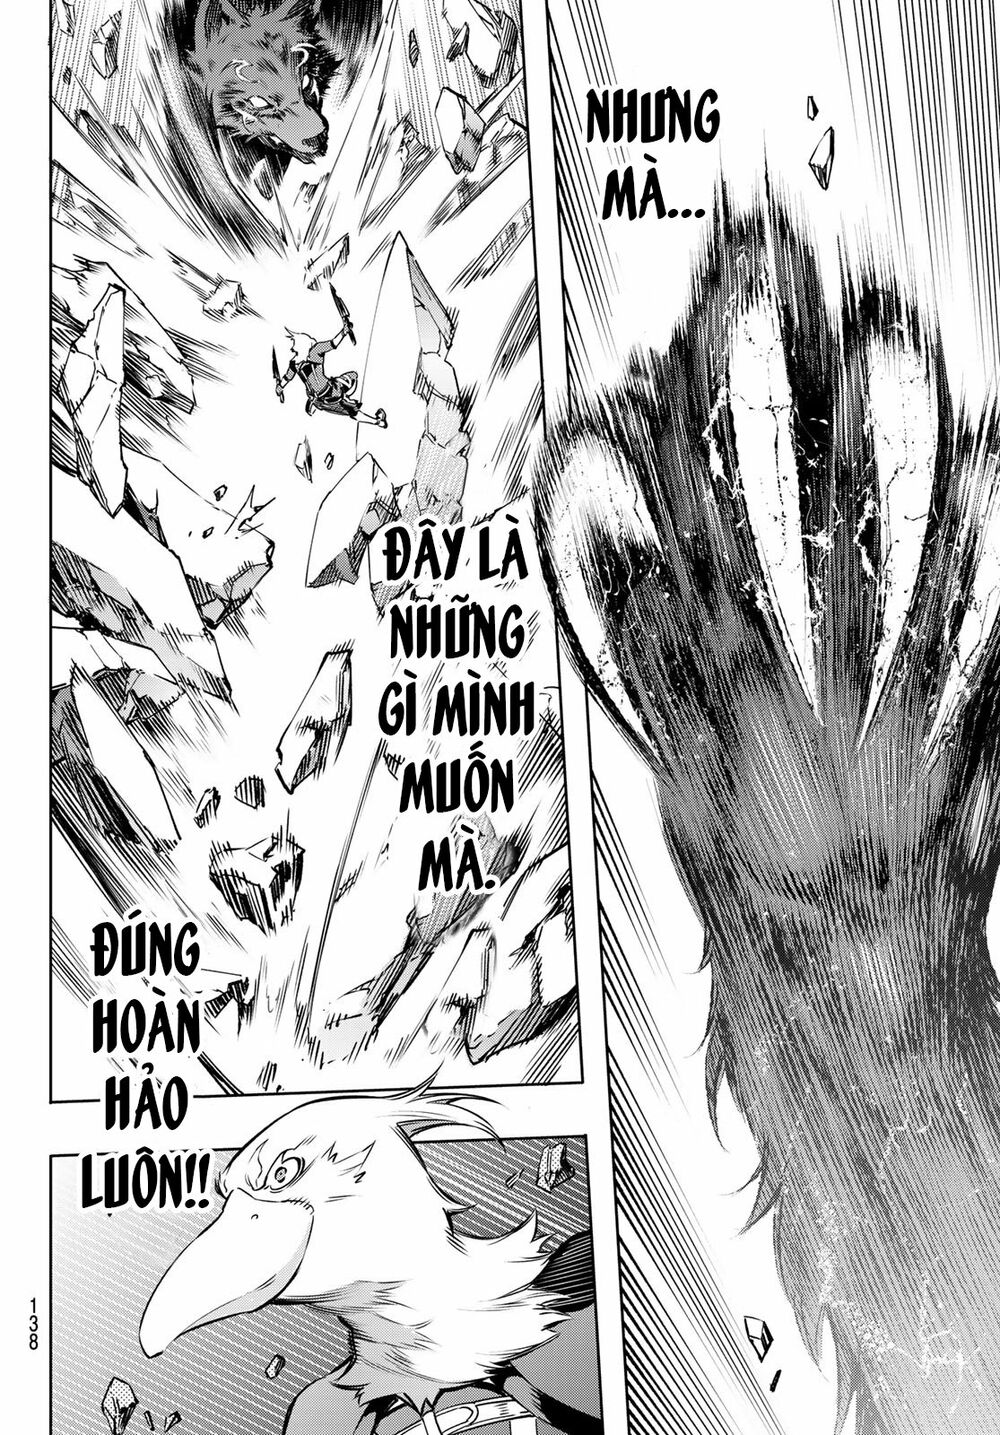 NHƯNG
MÀ...
ĐÂY LÀ
NHỮNG
GÌ MÌNH
MUỐN
MÀ.
ĐÚNG
HOÀN
HẢO
LUÔN!!
138